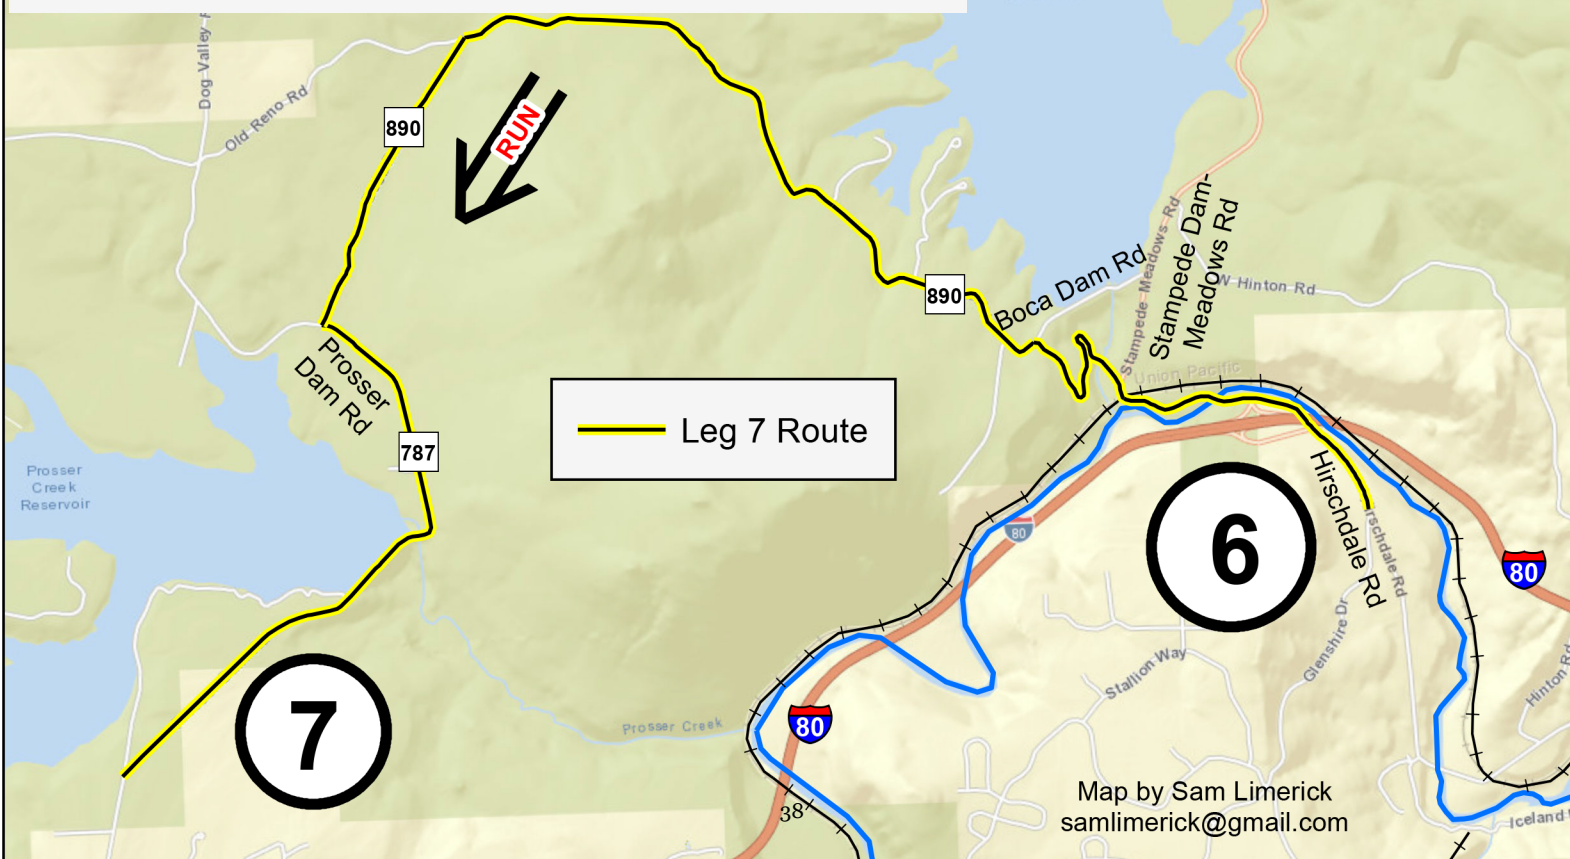 Dog Valley R
Old Reno Rd
890
RUN
890
Boca Dam Rd
Stampede Meadows Rd
Stampede Dam-
Meadows Rd
W Hinton Rd
Union Pacific
Prosser
Dam Rd
787
Leg 7 Route
Prosser
Creek
Reservoir
80
6
Hirschdale Rd
rschdale Rd
80
Glenshire Dr
Stallion Way
Hinton Rd
7
Prosser Creek
80
38
Map by Sam Limerick
samlimerick@gmail.com
Iceland